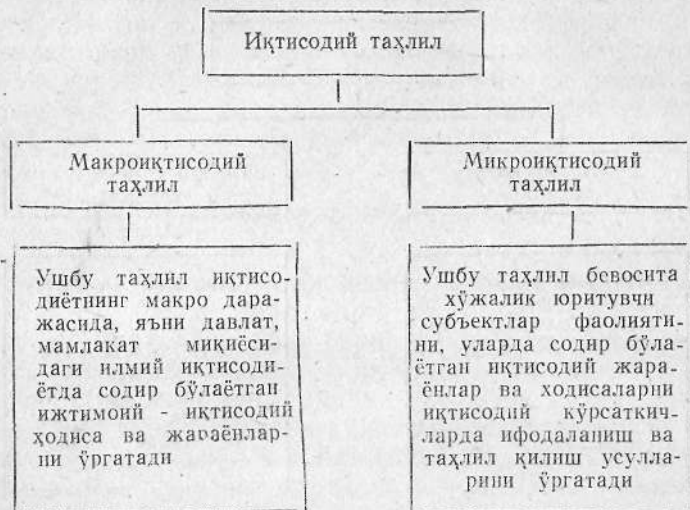 Иқтисодий таҳлил
Макроиқтисодий
таҳлил
Микроиқтисодий
таҳлил
Ушбу таҳлил иқтисо-
диётнинг макро дара-
жасида, яъни давлат,
мамлакат миқиёси-
даги илмий иқтисоди-
ётда содир бўлаётган
ижтимоий - иқтисодий
ҳодиса ва жараёнлар-
ни ўргатади
Ушбу таҳлил бевосита
хўжалик юритувчи
субъектлар фаолияти-
ни, уларда содир бўла-
ётган иқтисодий жара-
ёнлар ва ходисаларни
иқтисодий кўрсаткич-
ларда ифодаланиш ва
таҳлил қилиш усулла-
рини ўргатади